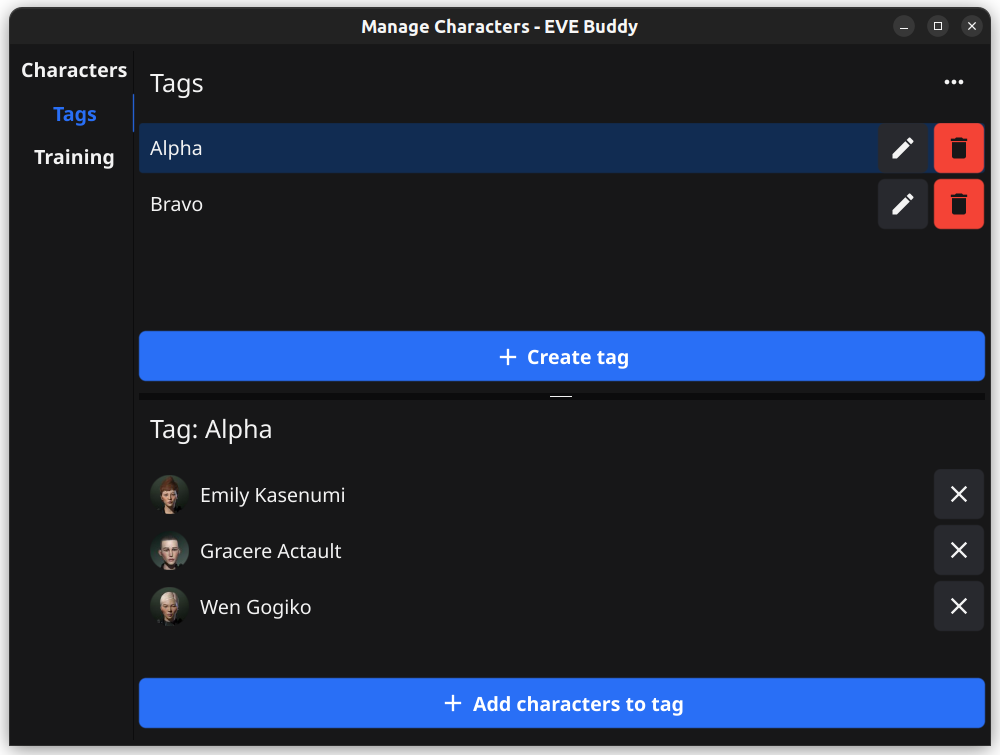 Manage Characters - EVE Buddy
Characters
Tags
Training
Tags
Alpha
Bravo
Create tag
Tag: Alpha
Emily Kasenumi
Gracere Actault
Wen Gogiko
Add characters to tag